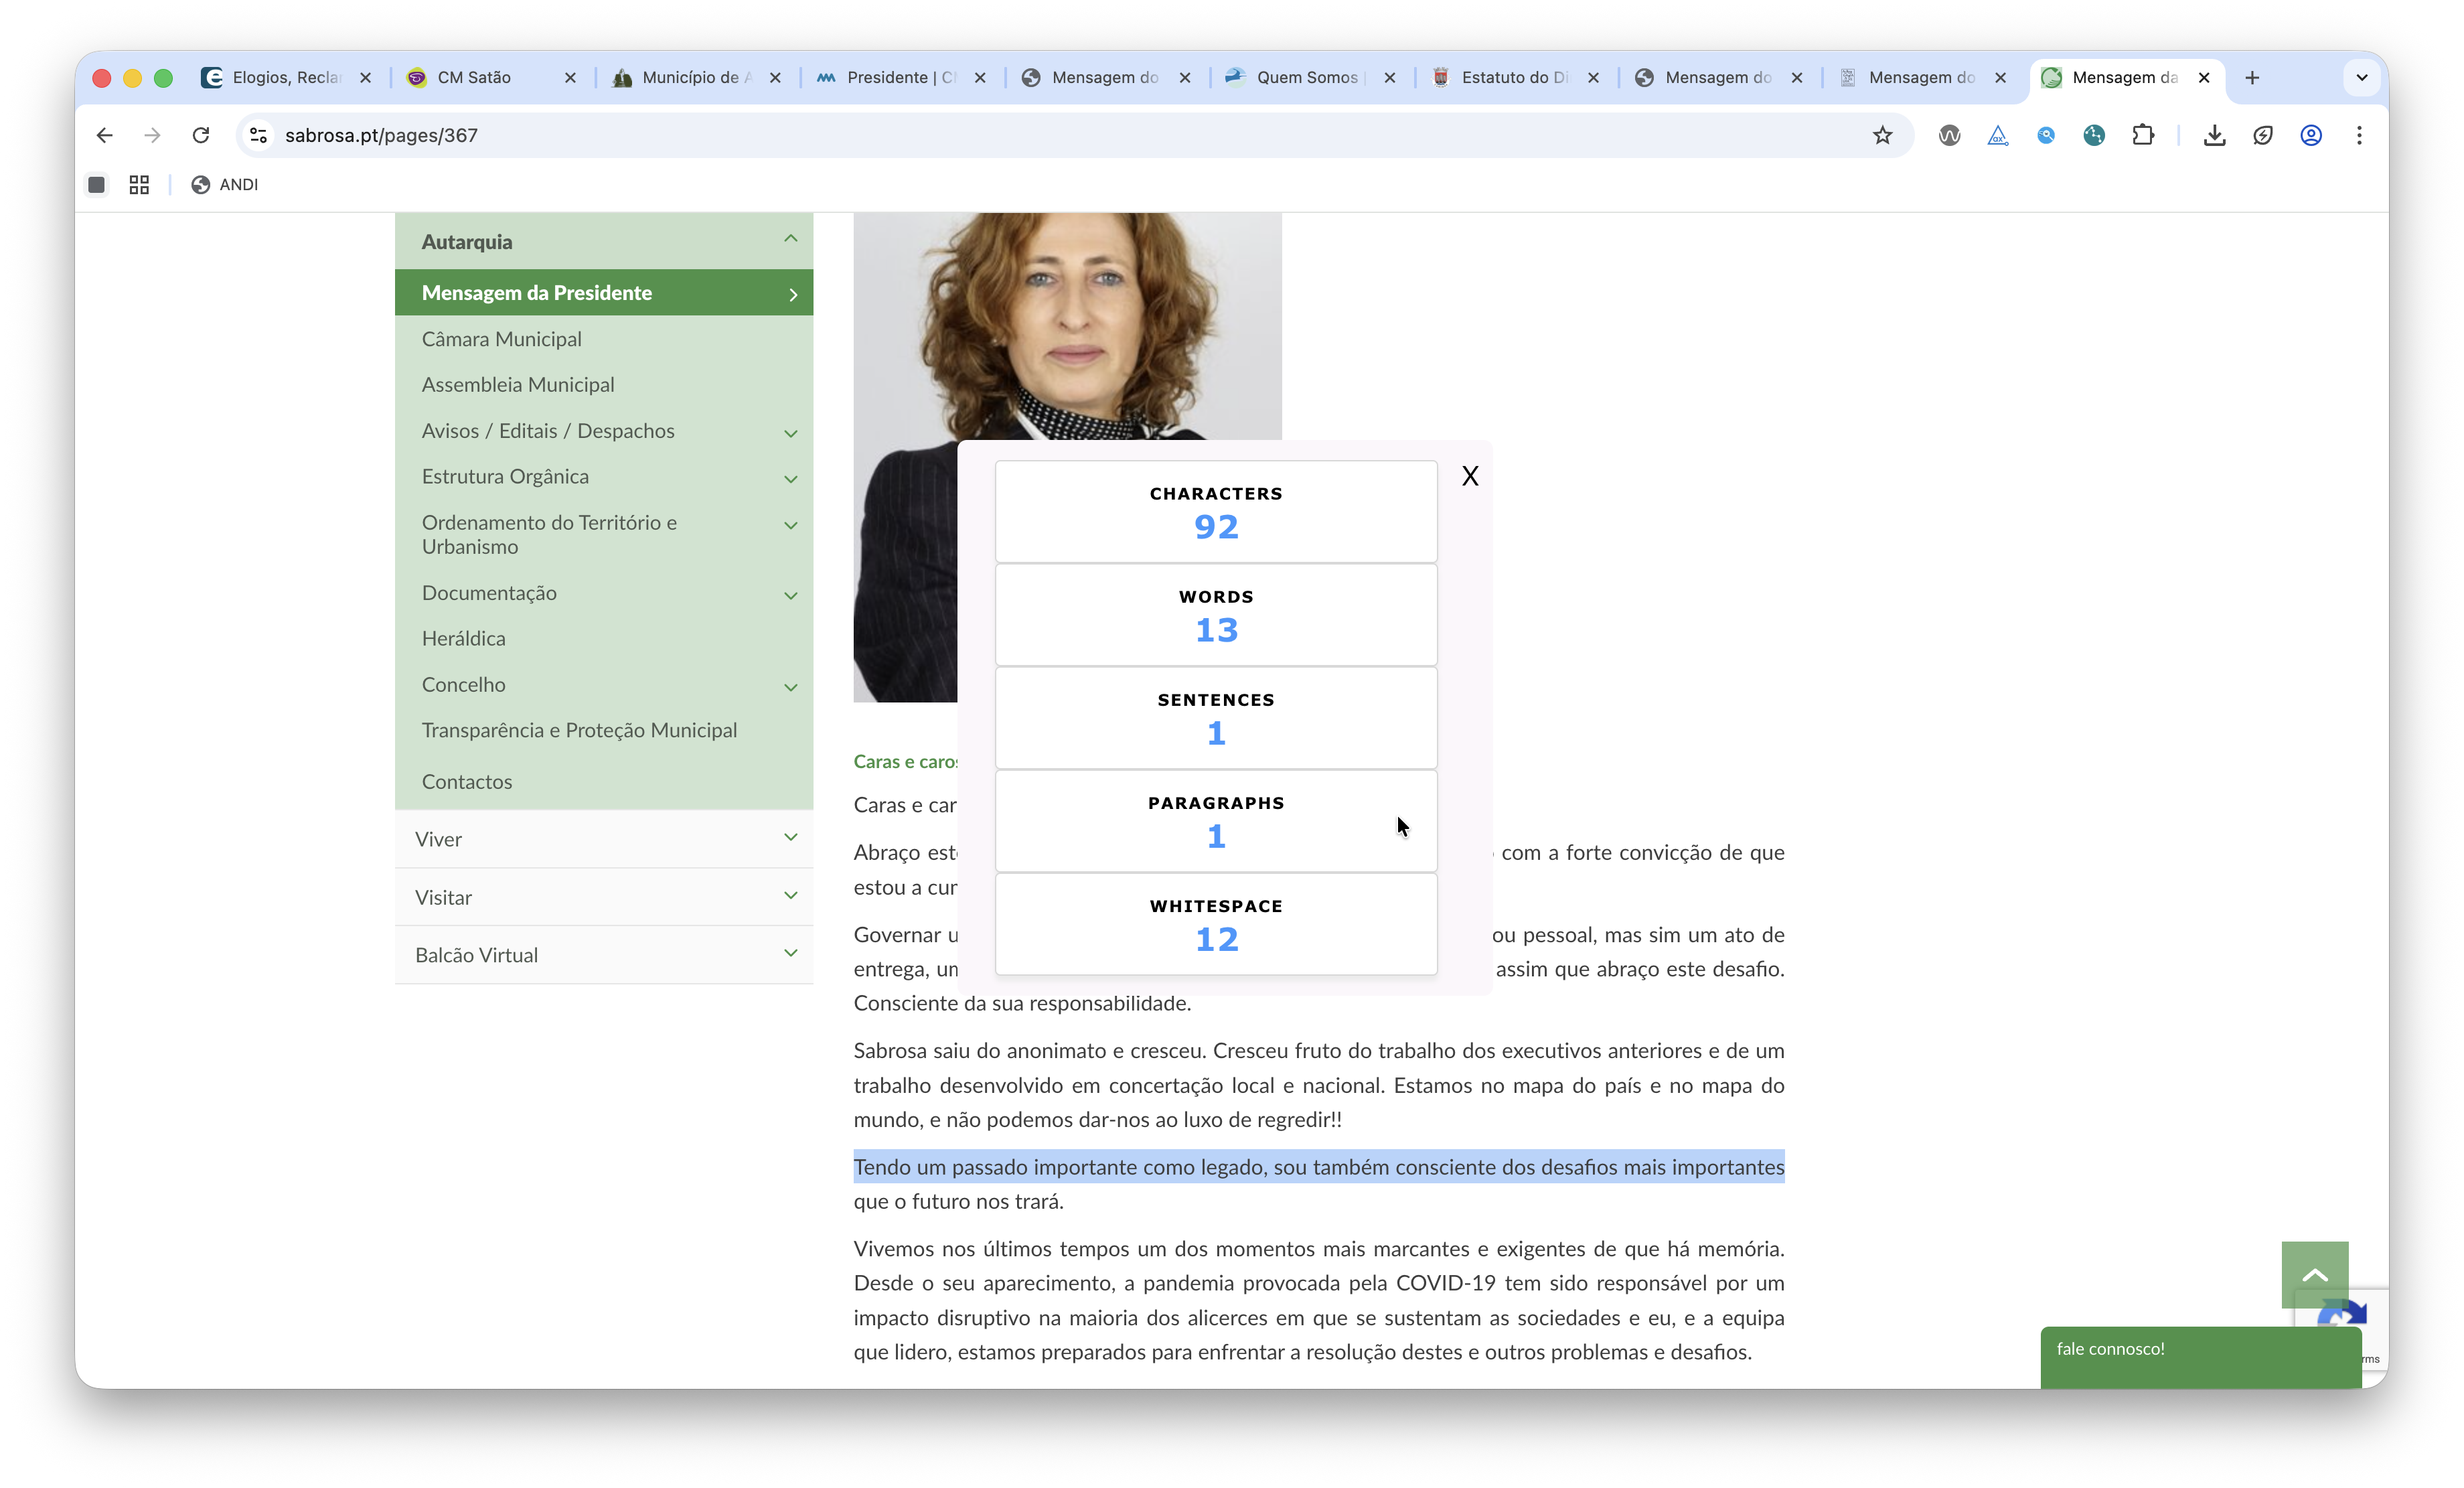 Elogios, Recla
CM Satão
Município de A
Presidente | C
Mensagem do
Quem Somos |
Estatuto do Di
Mensagem do
Mensagem do
Mensagem da
sabrosa.pt/pages/367
ANDI
Autarquia
Mensagem da Presidente
Câmara Municipal
Assembleia Municipal
Avisos / Editais / Despachos
Estrutura Orgânica
Ordenamento do Território e
Urbanismo
Documentação
Heráldica
Concelho
Transparência e Proteção Municipal
Contactos
Viver
Visitar
Balcão Virtual
X
CHARACTERS
92
WORDS
13
SENTENCES
1
PARAGRAPHS
1
WHITESPACE
12
Caras e caros
Caras e car
Abraço est com a forte convicção de que
estou a cu
Governar u ou pessoal, mas sim um ato de
entrega, um assim que abraço este desafio.
Consciente da sua responsabilidade.
Sabrosa saiu do anonimato e cresceu. Cresceu fruto do trabalho dos executivos anteriores e de um
trabalho desenvolvido em concertação local e nacional. Estamos no mapa do país e no mapa do
mundo, e não podemos dar-nos ao luxo de regredir!!
Tendo um passado importante como legado, sou também consciente dos desafios mais importantes
que o futuro nos trará.
Vivemos nos últimos tempos um dos momentos mais marcantes e exigentes de que há memória.
Desde o seu aparecimento, a pandemia provocada pela COVID-19 tem sido responsável por um
impacto disruptivo na maioria dos alicerces em que se sustentam as sociedades e eu, e a equipa
que lidero, estamos preparados para enfrentar a resolução destes e outros problemas e desafios.
fale connosco!
rms